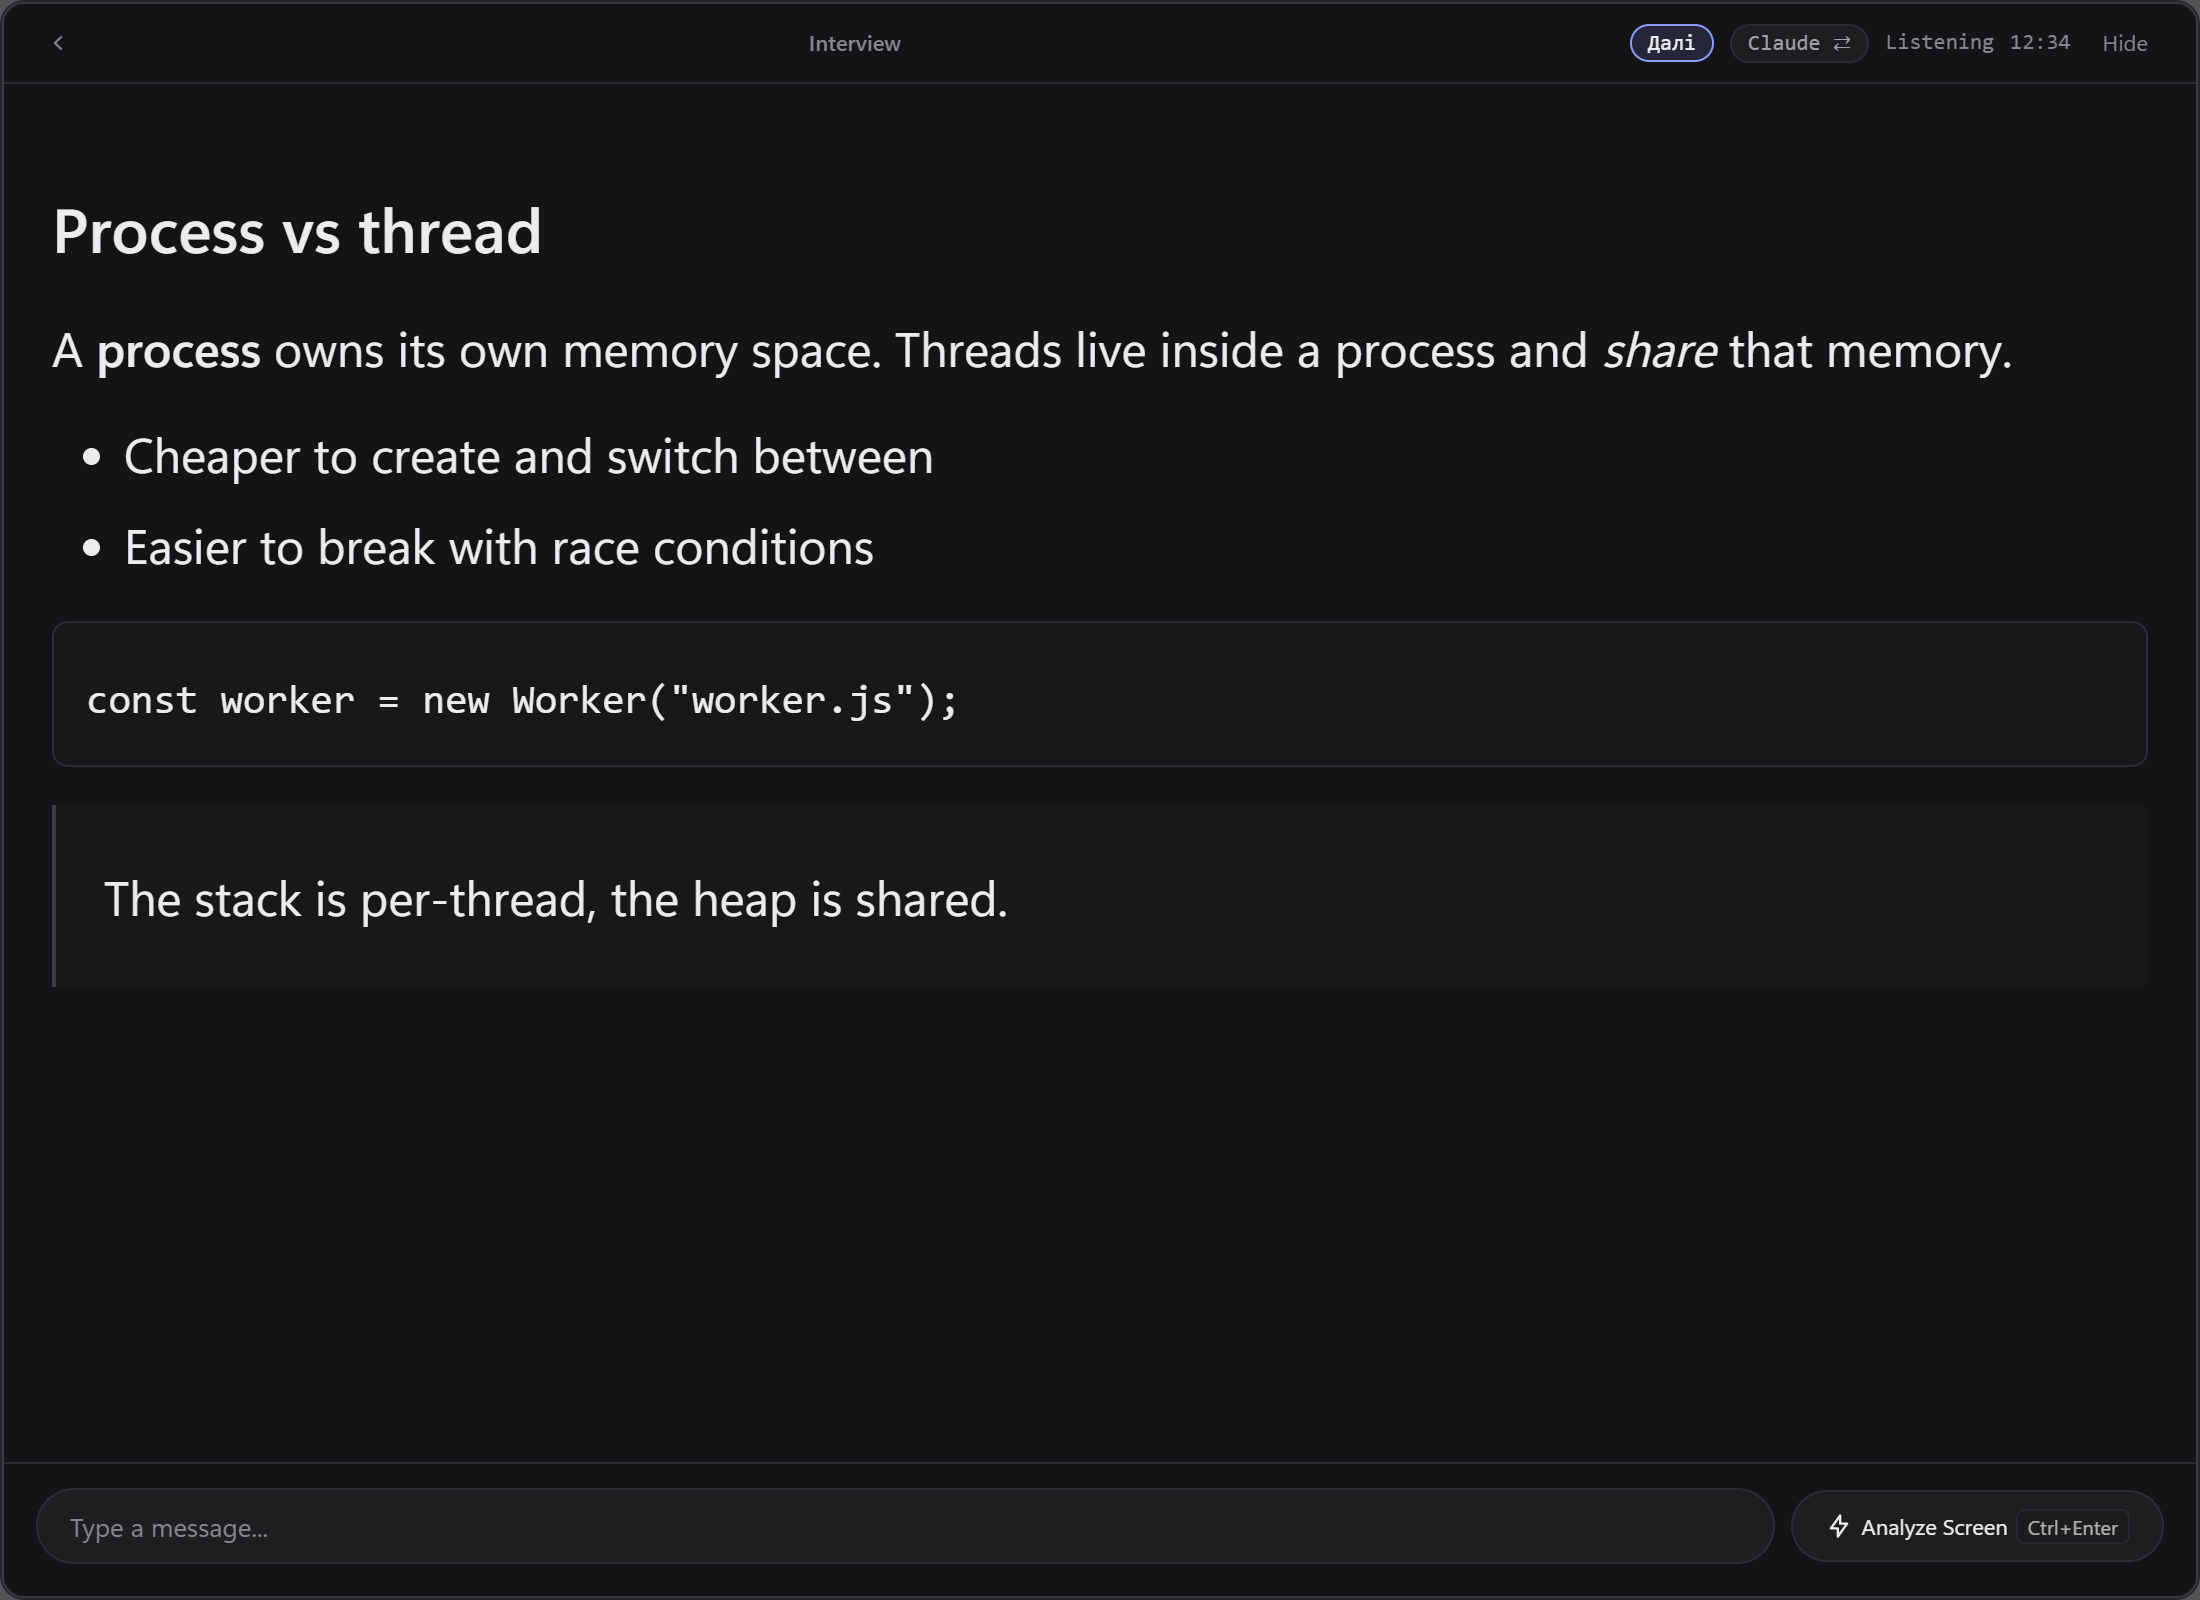 Interview
Далі
Claude ⇄
Listening 12:34
Hide
Process vs thread
A process owns its own memory space. Threads live inside a process and share that memory.
• Cheaper to create and switch between
• Easier to break with race conditions
const worker = new Worker("worker.js");
The stack is per-thread, the heap is shared.
Type a message...
Analyze Screen Ctrl+Enter